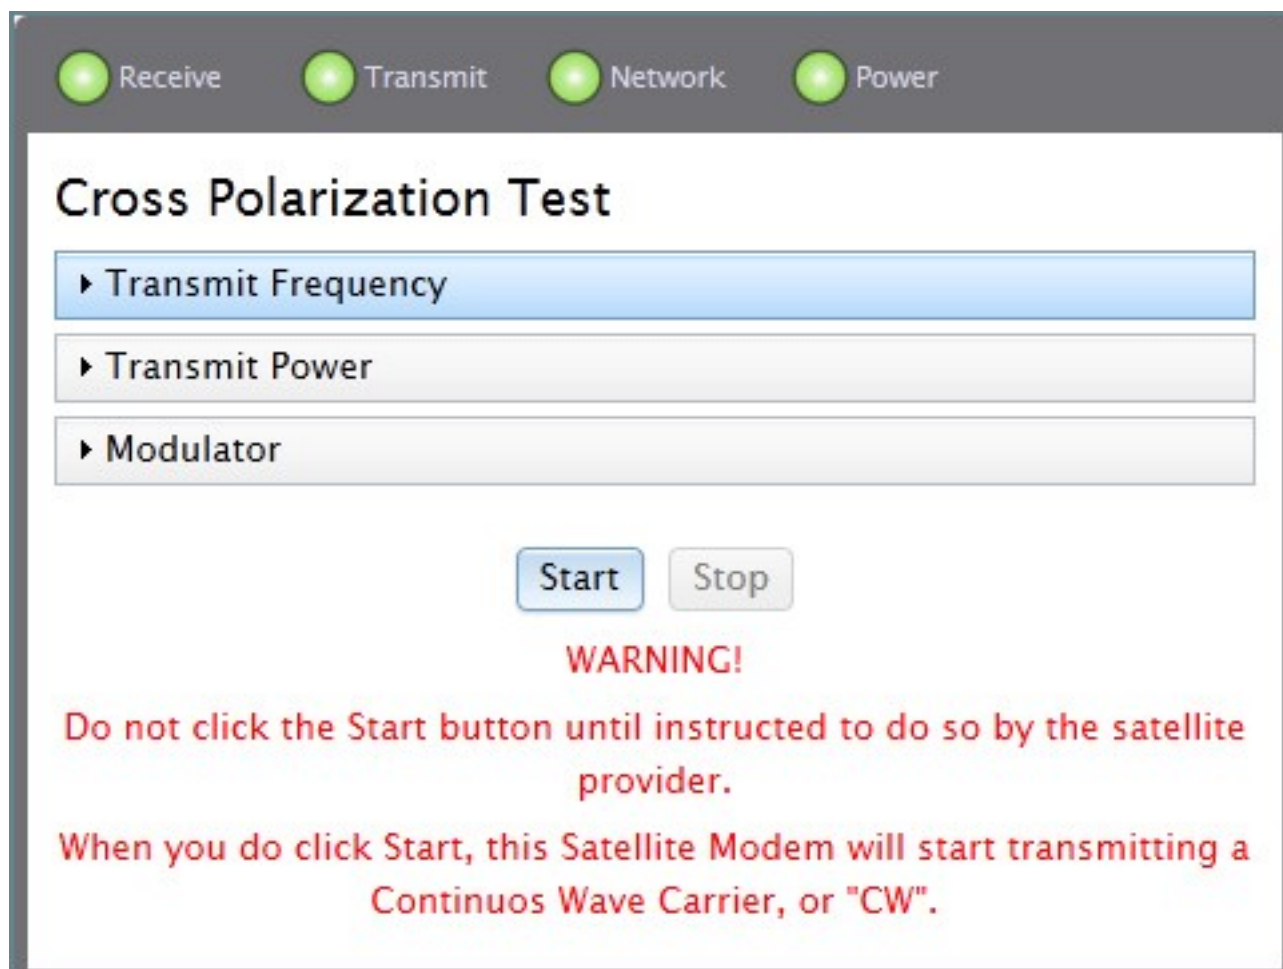 Receive Transmit Network Power
Cross Polarization Test
Transmit Frequency
Transmit Power
Modulator
Start Stop
WARNING!
Do not click the Start button until instructed to do so by the satellite
provider.
When you do click Start, this Satellite Modem will start transmitting a
Continuos Wave Carrier, or "CW".